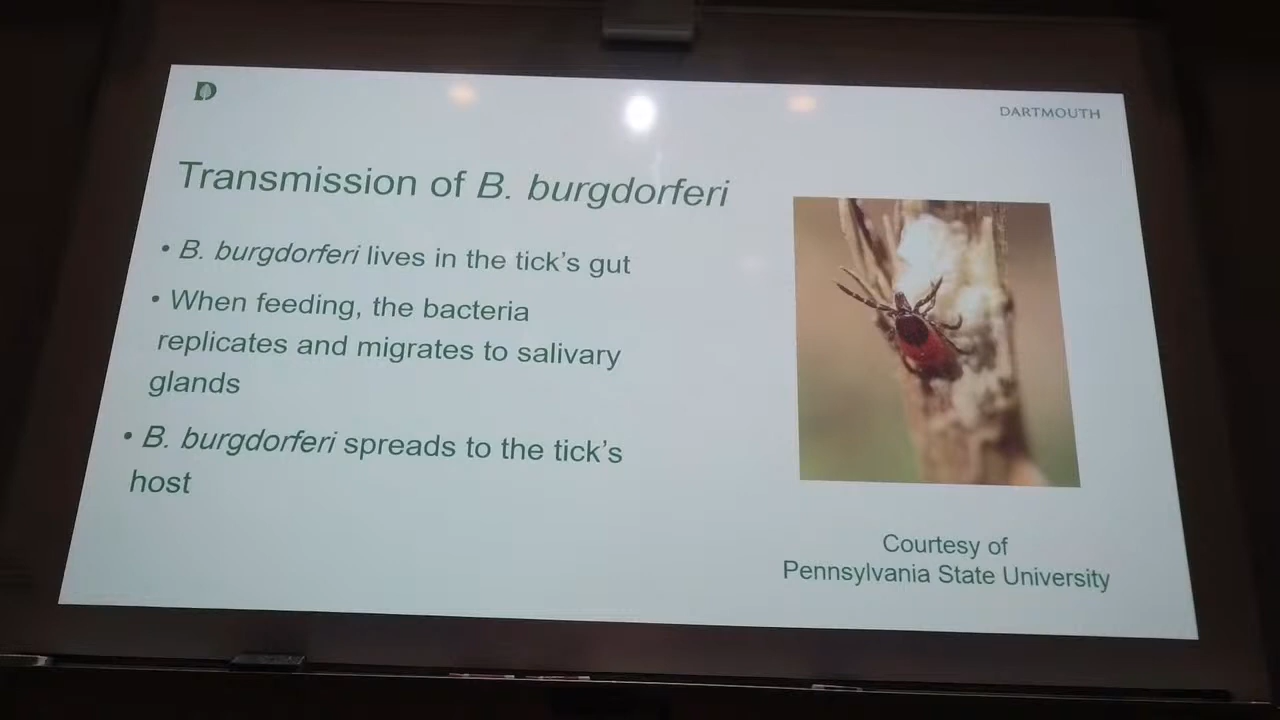 D
DARTMOUTH
Transmission of B. burgdorferi
• B. burgdorferi lives in the tick's gut
• When feeding, the bacteria
replicates and migrates to salivary
glands
• B. burgdorferi spreads to the tick's
host
Courtesy of
Pennsylvania State University